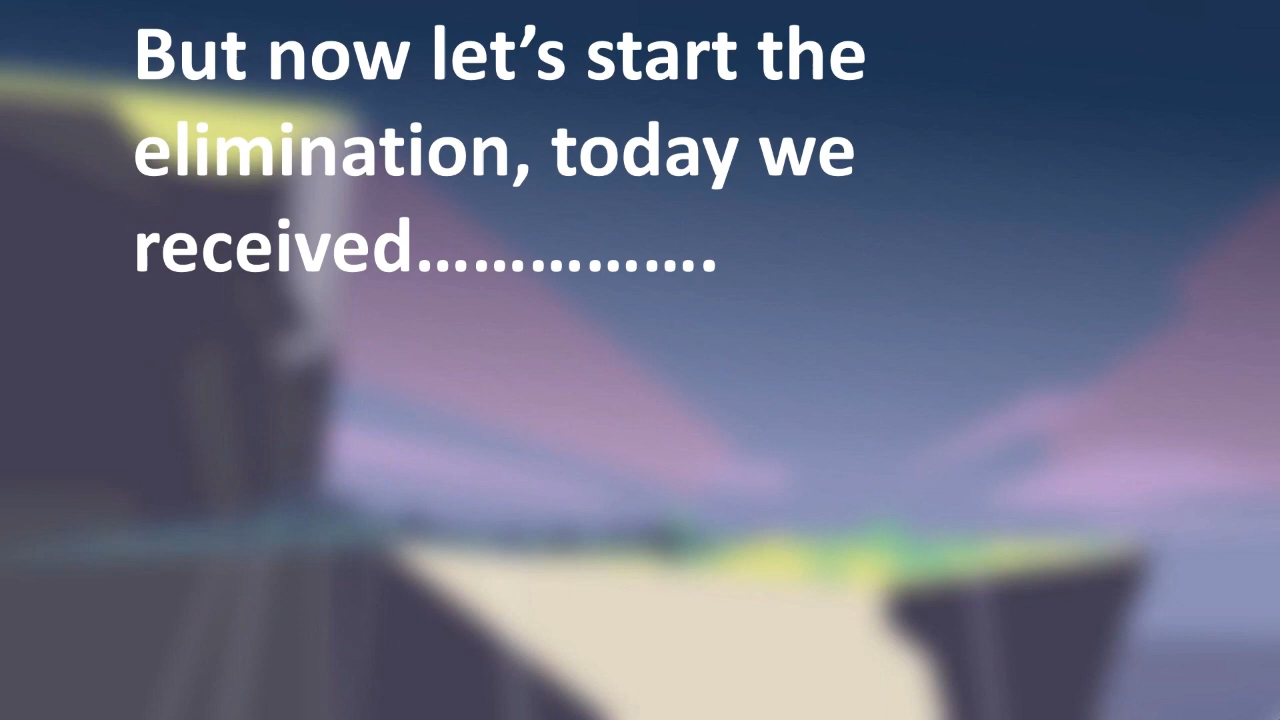 But now let’s start the
elimination, today we
received…………….